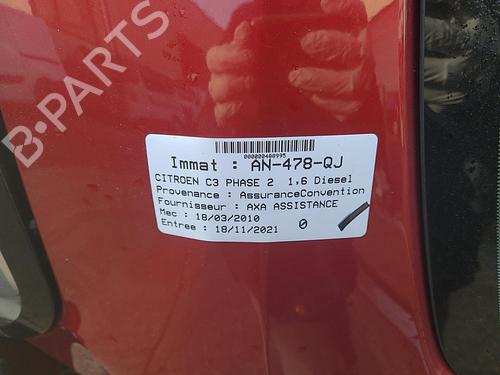 B-PARTS
000000480995
Immat : AN-478-QJ
CITROEN C3 PHASE 2 1,6 Diesel
Provenance : AssuranceConvention
Fournisseur : AXA ASSISTANCE
Mec : 18/03/2010
Entree : 18/11/2021 0